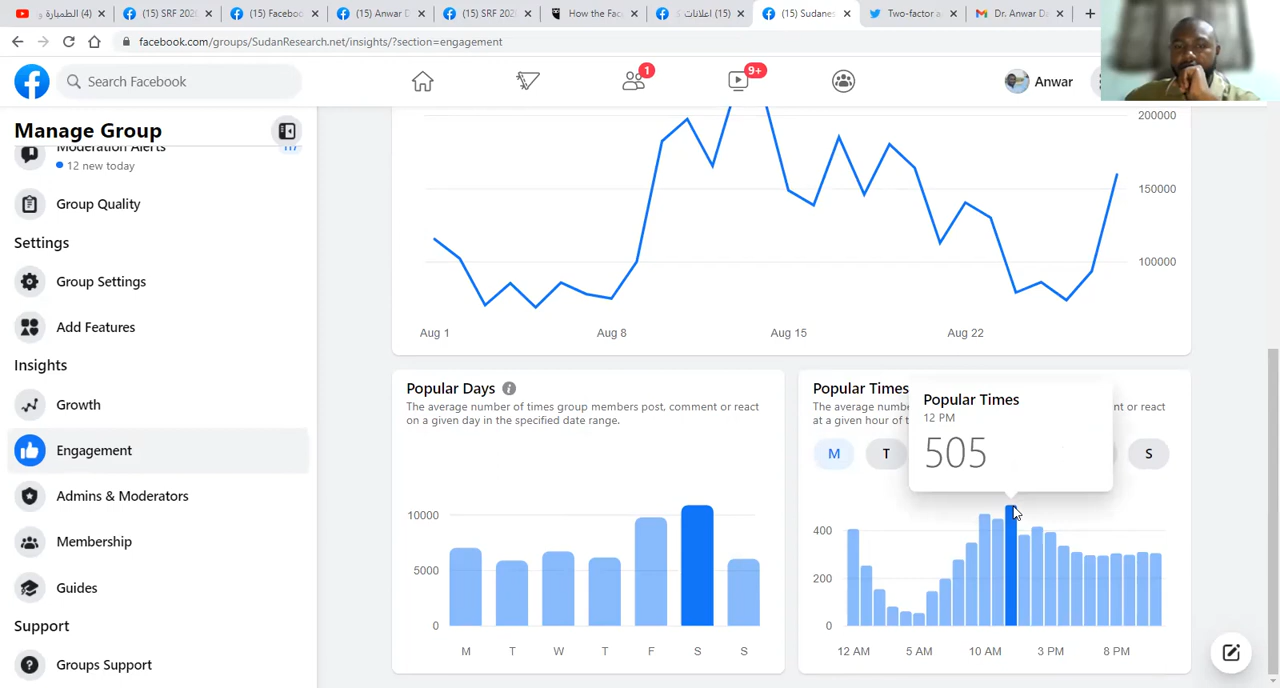 (4) الطمبارة و
(15) SRF 202
(15) Faceboo
(15) Anwar D
(15) SRF 202
How the Fac
(15) اعلانات
(15) Sudanes
Two-factor a
Dr. Anwar Da
facebook.com/groups/SudanResearch.net/insights/?section=engagement
Search Facebook
1
9+
Anwar
Manage Group
Moderation Alerts
12 new today
Group Quality
Settings
Group Settings
Add Features
Insights
Growth
Engagement
Admins & Moderators
Membership
Guides
Support
Groups Support
200000
150000
100000
Aug 1 Aug 8 Aug 15 Aug 22
Popular Days
The average number of times group members post, comment or react
on a given day in the specified date range.
10000
5000
0
M T W T F S S
Popular Times
The average numb
at a given hour of t
nt or react
M T S
Popular Times
12 PM
505
400
200
0
12 AM 5 AM 10 AM 3 PM 8 PM